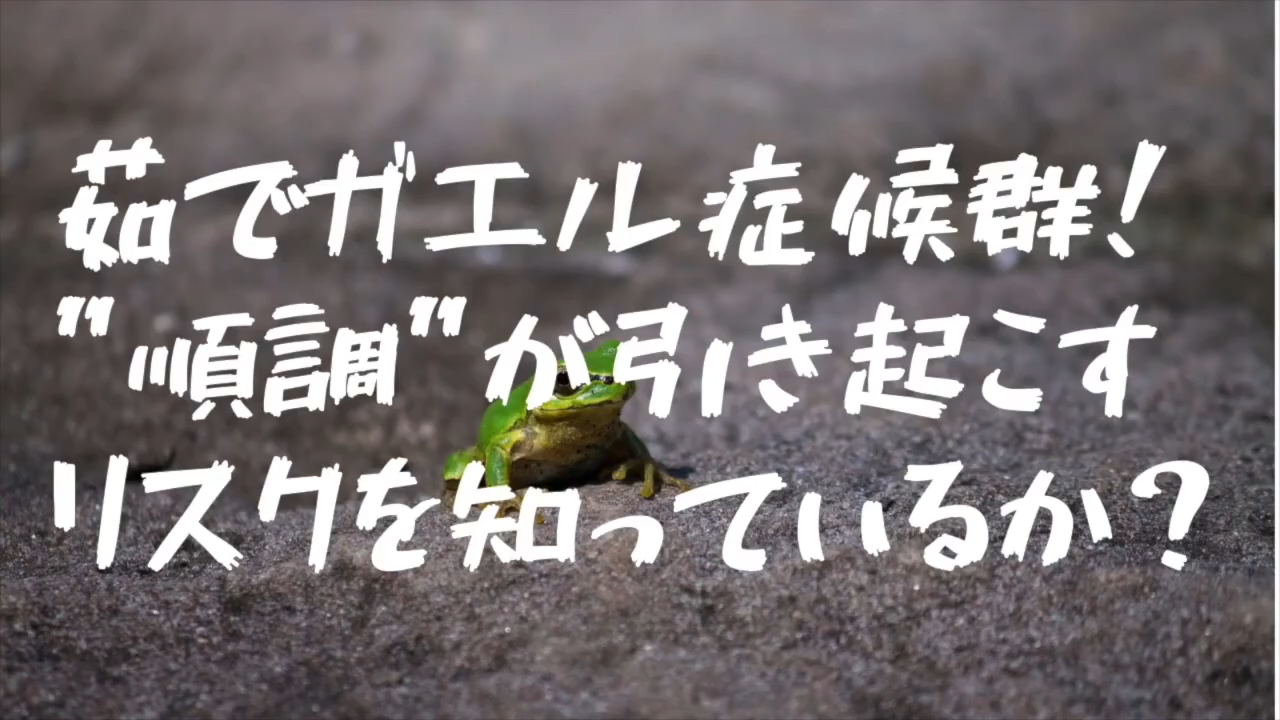 茹でガエル症候群！
"順調"が引き起こす
リスクを知っているか？